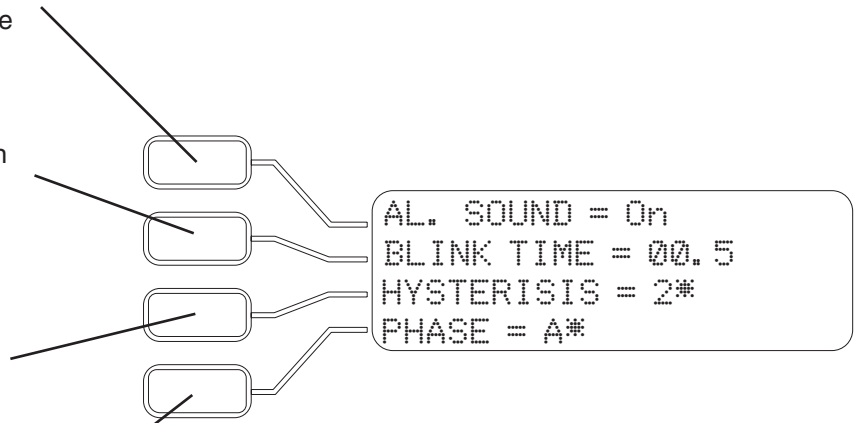 e
n
AL. SOUND = On
BLINK TIME = 00.5
HYSTERISIS = 2*
PHASE = A*